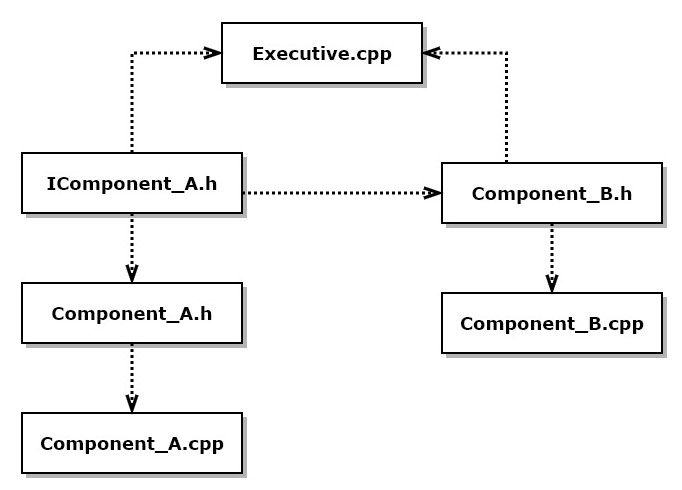 Executive.cpp
IComponent_A.h
Component_B.h
Component_A.h
Component_B.cpp
Component_A.cpp